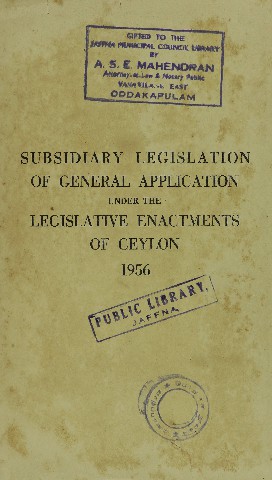 GIFTED TO THE
JAFFNA MUNICIPAL COUNCIL LIBRARY
BY
A. S. E. MAHENDRAN
Attorney-at-Law & Notary Public
EAST
ODDAKAPULAM
SUBSIDIARY LEGISLATION
OF GENERAL APPLICATION
UNDER THE
LEGISLATIVE ENACTMENTS
OF CEYLON
1956
PUBLIC LIBRARY,
JAFFNA